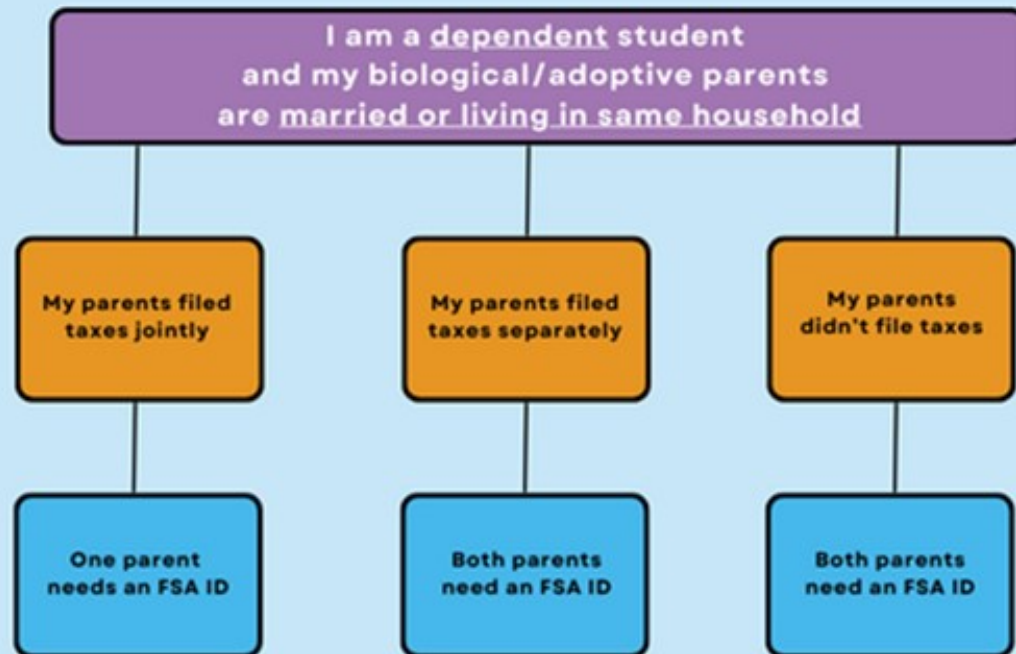 I am a dependent student
and my biological/adoptive parents
are married or living in same household
My parents filed
taxes jointly
My parents filed
taxes separately
My parents
didn't file taxes
One parent
needs an FSA ID
Both parents
need an FSA ID
Both parents
need an FSA ID